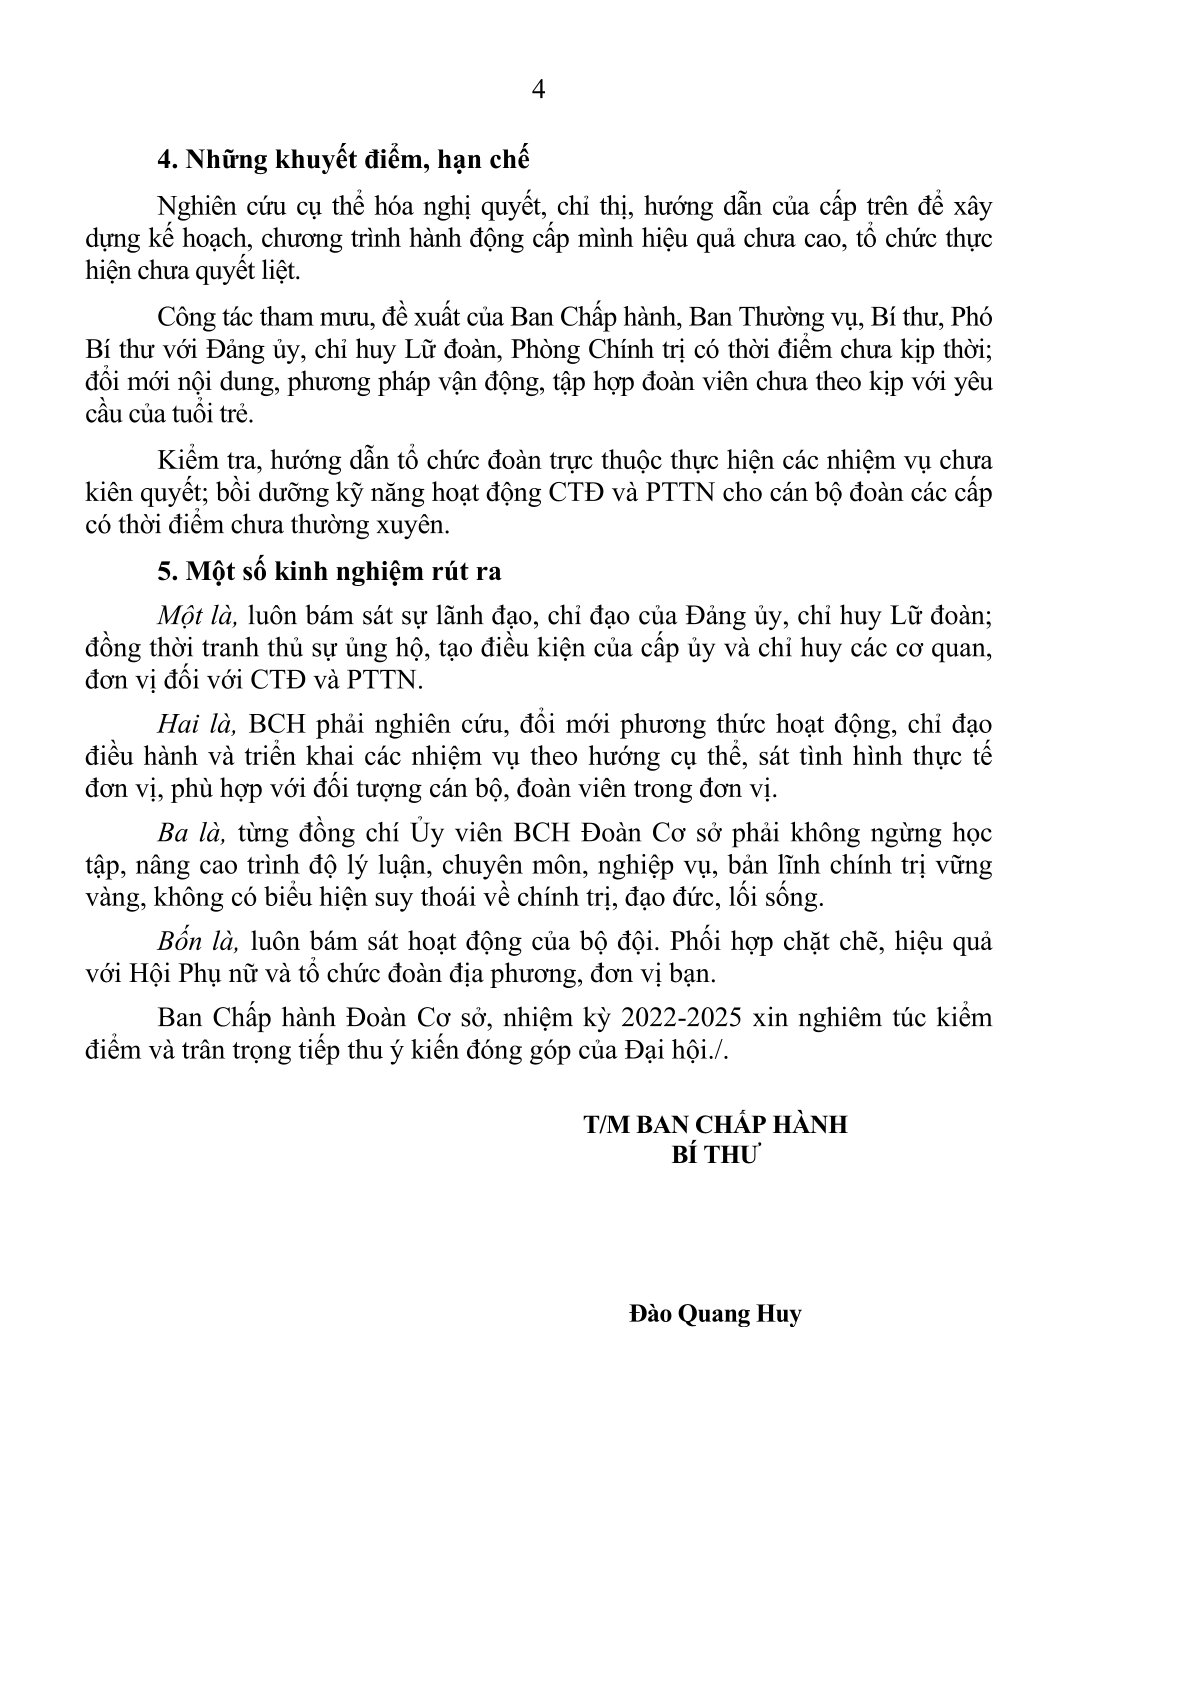 4
4. Những khuyết điểm, hạn chế
Nghiên cứu cụ thể hóa nghị quyết, chỉ thị, hướng dẫn của cấp trên để xây
dựng kế hoạch, chương trình hành động cấp mình hiệu quả chưa cao, tổ chức thực
hiện chưa quyết liệt.
Công tác tham mưu, đề xuất của Ban Chấp hành, Ban Thường vụ, Bí thư, Phó
Bí thư với Đảng ủy, chỉ huy Lữ đoàn, Phòng Chính trị có thời điểm chưa kịp thời;
đổi mới nội dung, phương pháp vận động, tập hợp đoàn viên chưa theo kịp với yêu
cầu của tuổi trẻ.
Kiểm tra, hướng dẫn tổ chức đoàn trực thuộc thực hiện các nhiệm vụ chưa
kiên quyết; bồi dưỡng kỹ năng hoạt động CTĐ và PTTN cho cán bộ đoàn các cấp
có thời điểm chưa thường xuyên.
5. Một số kinh nghiệm rút ra
Một là, luôn bám sát sự lãnh đạo, chỉ đạo của Đảng ủy, chỉ huy Lữ đoàn;
đồng thời tranh thủ sự ủng hộ, tạo điều kiện của cấp ủy và chỉ huy các cơ quan,
đơn vị đối với CTĐ và PTTN.
Hai là, BCH phải nghiên cứu, đổi mới phương thức hoạt động, chỉ đạo
điều hành và triển khai các nhiệm vụ theo hướng cụ thể, sát tình hình thực tế
đơn vị, phù hợp với đối tượng cán bộ, đoàn viên trong đơn vị.
Ba là, từng đồng chí Ủy viên BCH Đoàn Cơ sở phải không ngừng học
tập, nâng cao trình độ lý luận, chuyên môn, nghiệp vụ, bản lĩnh chính trị vững
vàng, không có biểu hiện suy thoái về chính trị, đạo đức, lối sống.
Bốn là, luôn bám sát hoạt động của bộ đội. Phối hợp chặt chẽ, hiệu quả
với Hội Phụ nữ và tổ chức đoàn địa phương, đơn vị bạn.
Ban Chấp hành Đoàn Cơ sở, nhiệm kỳ 2022-2025 xin nghiêm túc kiểm
điểm và trân trọng tiếp thu ý kiến đóng góp của Đại hội./.
T/M BAN CHẤP HÀNH
BÍ THƯ
Đào Quang Huy